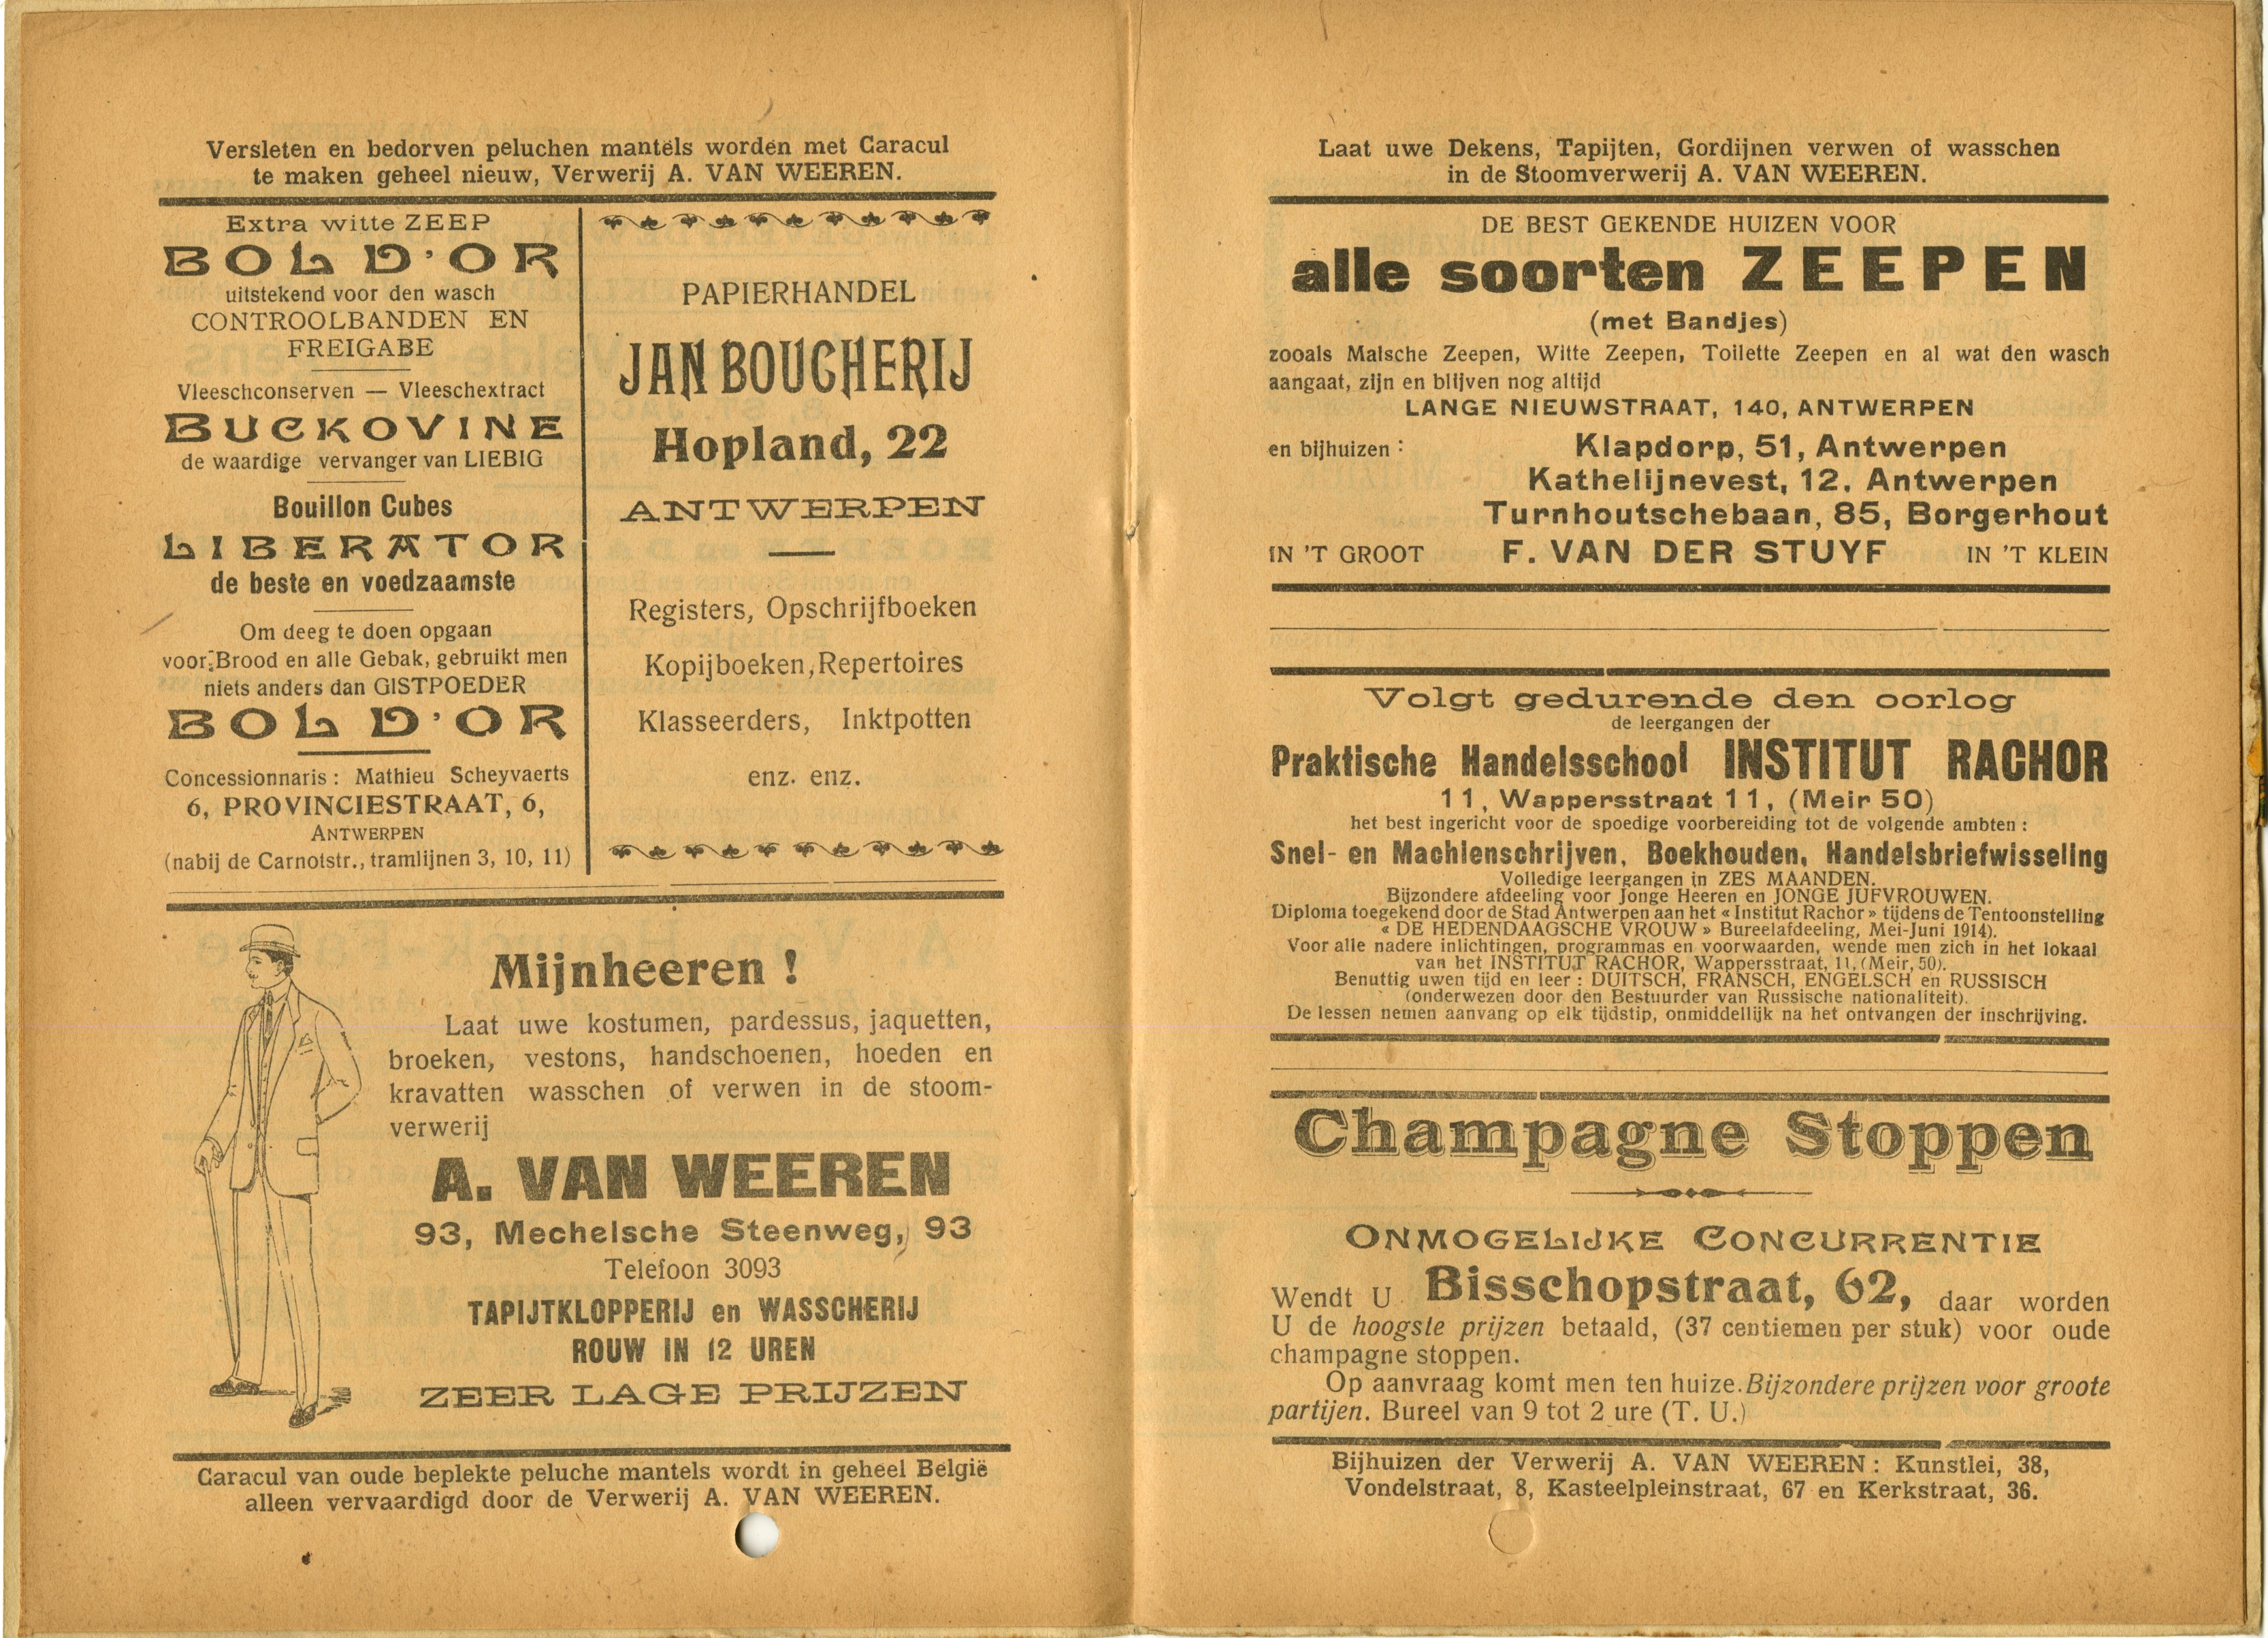 Versleten en bedorven peluchen mantels worden met Caracul
te maken geheel nieuw, Verwerij A. VAN WEEREN.
Extra witte ZEEP
BOL D'OR
uitstekend voor den wasch
CONTROOLBANDEN EN
FREIGABE
Vleeschconserven — Vleeschextract
BUCKOVINE
de waardige vervanger van LIEBIG
Bouillon Cubes
LIBERATOR
de beste en voedzaamste
Om deeg te doen opgaan
voor Brood en alle Gebak, gebruikt men
niets anders dan GISTPOEDER
BOL D'OR
Concessionnaris : Mathieu Scheyvaerts
6, PROVINCIESTRAAT, 6,
ANTWERPEN
(nabij de Carnotstr., tramlijnen 3, 10, 11)
PAPIERHANDEL
JAN BOUCHERIJ
Hopland, 22
ANTWERPEN
Registers, Opschrijfboeken
Kopijboeken, Repertoires
Klasseerders, Inktpotten
enz. enz.
Mijnheeren !
Laat uwe kostumen, pardessus, jaquetten,
broeken, vestons, handschoenen, hoeden en
kravatten wasschen of verwen in de stoom-
verwerij
A. VAN WEEREN
93, Mechelsche Steenweg, 93
Telefoon 3093
TAPIJTKLOPPERIJ en WASSCHERIJ
ROUW IN 12 UREN
ZEER LAGE PRIJZEN
Caracul van oude beplekte peluche mantels wordt in geheel België
alleen vervaardigd door de Verwerij A. VAN WEEREN.
Laat uwe Dekens, Tapijten, Gordijnen verwen of wasschen
in de Stoomverwerij A. VAN WEEREN.
DE BEST GEKENDE HUIZEN VOOR
alle soorten ZEEPEN
(met Bandjes)
zooals Malsche Zeepen, Witte Zeepen, Toilette Zeepen en al wat den wasch
aangaat, zijn en blijven nog altijd
LANGE NIEUWSTRAAT, 140, ANTWERPEN
en bijhuizen : Klapdorp, 51, Antwerpen
Kathelijnevest, 12. Antwerpen
Turnhoutschebaan, 85, Borgerhout
IN 'T GROOT F. VAN DER STUYF IN 'T KLEIN
Volgt gedurende den oorlog
de leergangen der
Praktische Handelsschool INSTITUT RACHOR
11, Wappersstraat 11, (Meir 50)
het best ingericht voor de spoedige voorbereiding tot de volgende ambten :
Snel- en Machienschrijven, Boekhouden, Handelsbriefwisseling
Volledige leergangen in ZES MAANDEN.
Bijzondere afdeeling voor Jonge Heeren en JONGE JUFVROUWEN.
Diploma toegekend door de Stad Antwerpen aan het « Institut Rachor » tijdens de Tentoonstelling
« DE HEDENDAAGSCHE VROUW » Bureelafdeeling, Mei-Juni 1914).
Voor alle nadere inlichtingen, programmas en voorwaarden, wende men zich in het lokaal
van het INSTITUT RACHOR, Wappersstraat, 11, (Meir, 50).
Benuttig uwen tijd en leer : DUITSCH, FRANSCH, ENGELSCH en RUSSISCH
(onderwezen door den Bestuurder van Russische nationaliteit).
De lessen nemen aanvang op elk tijdstip, onmiddellijk na het ontvangen der inschrijving.
Champagne Stoppen
ONMOGELIJKE CONCURRENTIE
Wendt U Bisschopstraat, 62, daar worden
U de hoogste prijzen betaald, (37 centiemen per stuk) voor oude
champagne stoppen.
Op aanvraag komt men ten huize. Bijzondere prijzen voor groote
partijen. Bureel van 9 tot 2 ure (T. U.)
Bijhuizen der Verwerij A. VAN WEEREN : Kunstlei, 38,
Vondelstraat, 8, Kasteelpleinstraat, 67 en Kerkstraat, 36.